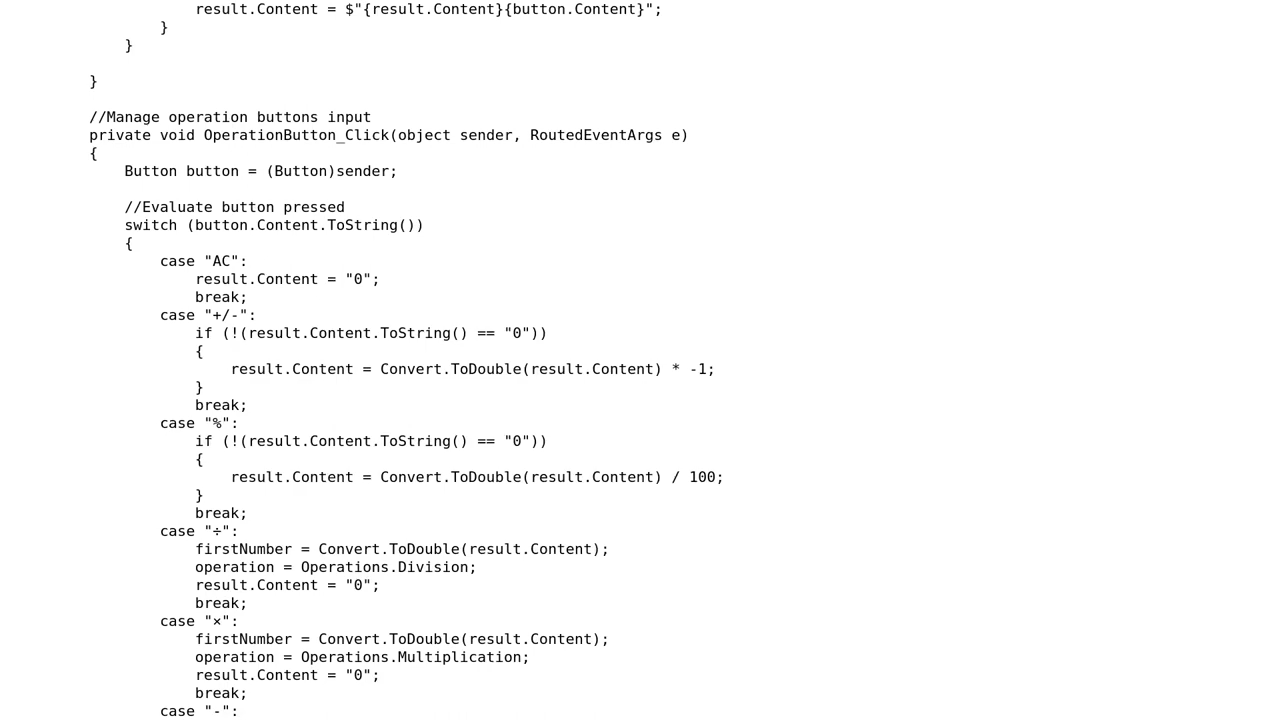 result.Content = $"{result.Content}{button.Content}";
        }
    }

}

//Manage operation buttons input
private void OperationButton_Click(object sender, RoutedEventArgs e)
{
    Button button = (Button)sender;

    //Evaluate button pressed
    switch (button.Content.ToString())
    {
        case "AC":
            result.Content = "0";
            break;
        case "+/-":
            if (!(result.Content.ToString() == "0"))
            {
                result.Content = Convert.ToDouble(result.Content) * -1;
            }
            break;
        case "%":
            if (!(result.Content.ToString() == "0"))
            {
                result.Content = Convert.ToDouble(result.Content) / 100;
            }
            break;
        case "÷":
            firstNumber = Convert.ToDouble(result.Content);
            operation = Operations.Division;
            result.Content = "0";
            break;
        case "×":
            firstNumber = Convert.ToDouble(result.Content);
            operation = Operations.Multiplication;
            result.Content = "0";
            break;
        case "-":